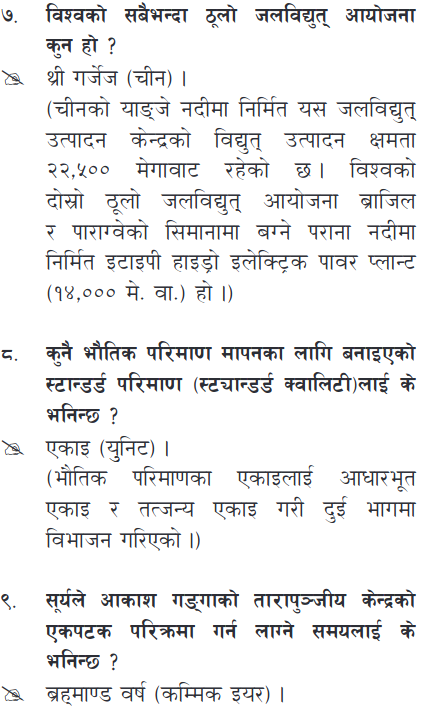 ७. विश्वको सबैभन्दा ठूलो जलविद्युत् आयोजना
कुन हो ?
थ्री गर्जेज (चीन) ।
(चीनको याङ्जे नदीमा निर्मित यस जलविद्युत्
उत्पादन केन्द्रको विद्युत् उत्पादन क्षमता
२२,५०० मेगावाट रहेको छ । विश्वको
दोस्रो ठूलो जलविद्युत् आयोजना ब्राजिल
र पाराग्वेको सिमानामा बग्ने पराना नदीमा
निर्मित इटाइपी हाइड्रो इलेक्ट्रिक पावर प्लान्ट
(१४,००० मे. वा.) हो ।)
८. कुनै भौतिक परिमाण मापनका लागि बनाइएको
स्टान्डर्ड परिमाण (स्ट्यान्डर्ड क्वालिटी)लाई के
भनिन्छ ?
एकाइ (युनिट) ।
(भौतिक परिमाणका एकाइलाई आधारभूत
एकाइ र तत्जन्य एकाइ गरी दुई भागमा
विभाजन गरिएको ।)
९. सूर्यले आकाश गङ्गाको तारापुञ्जीय केन्द्रको
एकपटक परिक्रमा गर्न लाग्ने समयलाई के
भनिन्छ ?
ब्रह्माण्ड वर्ष (कम्मिक इयर) ।